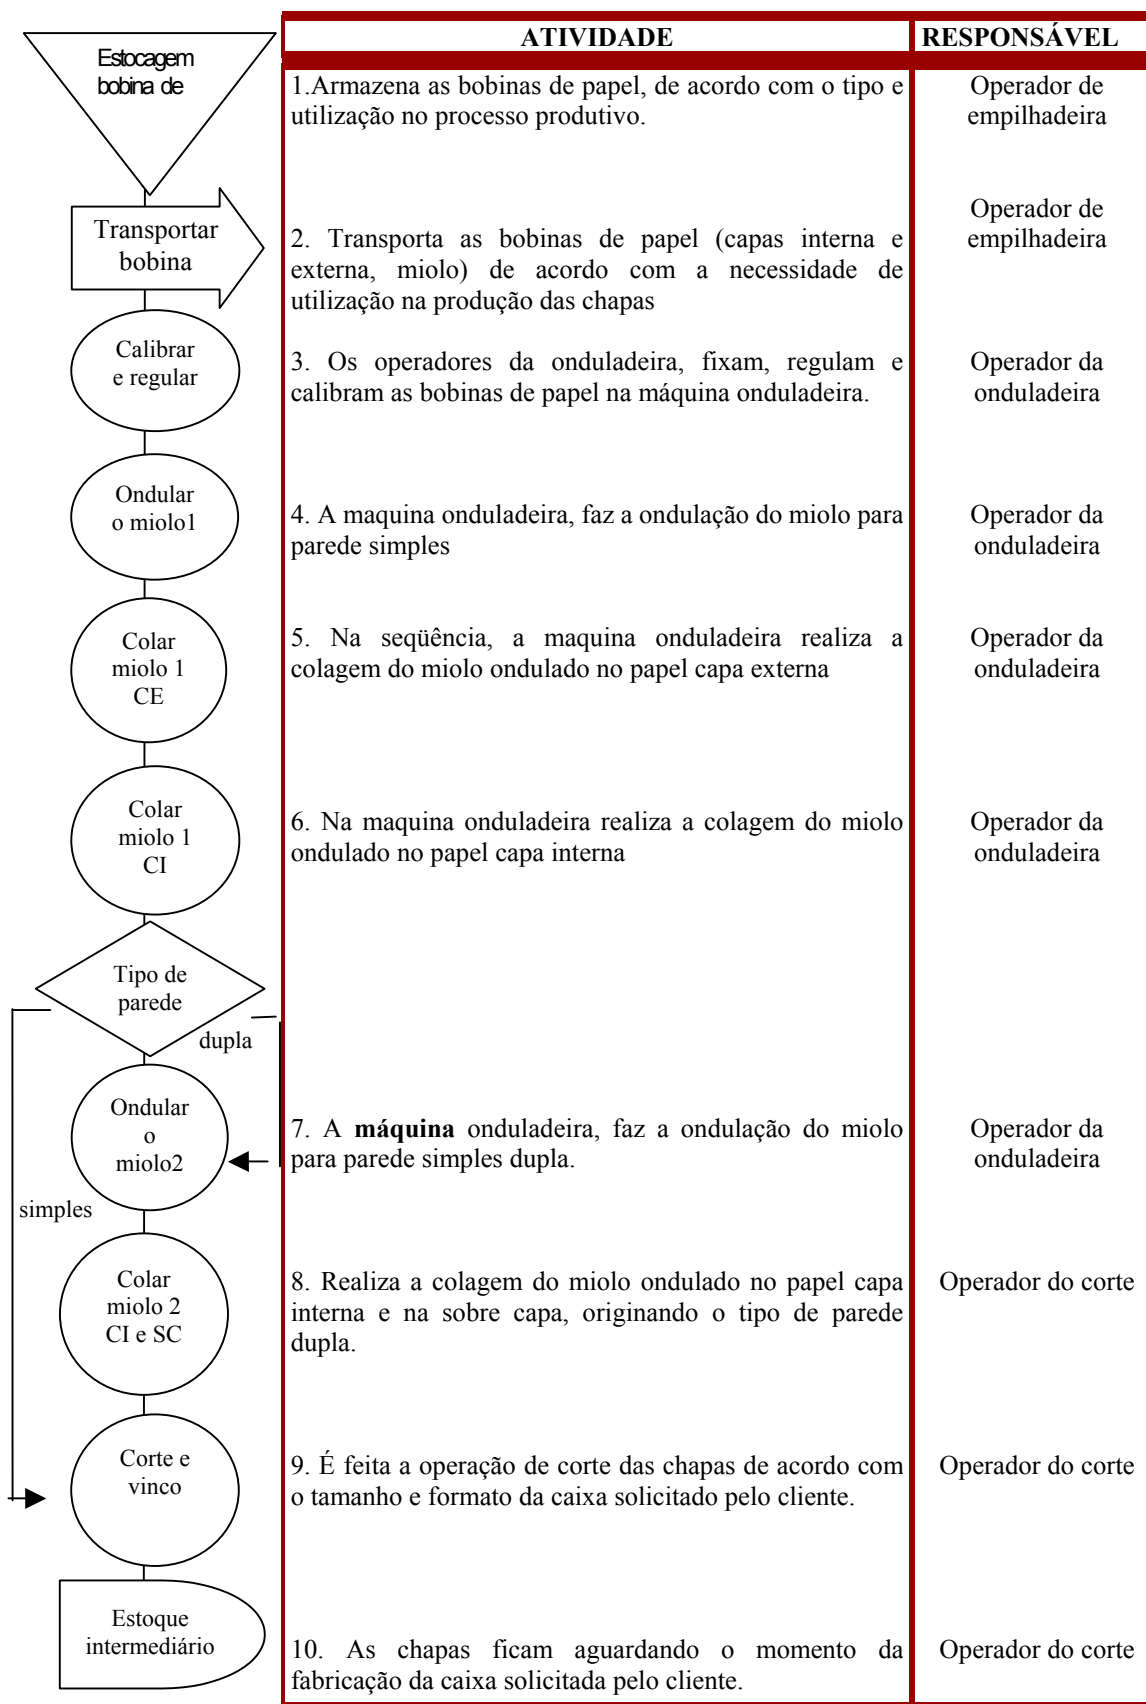 ATIVIDADE
RESPONSÁVEL
Estocagem
bobina de
1.Armazena as bobinas de papel, de acordo com o tipo e
utilização no processo produtivo.
Operador de
empilhadeira
Transportar
bobina
2. Transporta as bobinas de papel (capas interna e
externa, miolo) de acordo com a necessidade de
utilização na produção das chapas
Operador de
empilhadeira
Calibrar
e regular
3. Os operadores da onduladeira, fixam, regulam e
calibram as bobinas de papel na máquina onduladeira.
Operador da
onduladeira
Ondular
o miolo1
4. A maquina onduladeira, faz a ondulação do miolo para
parede simples
Operador da
onduladeira
Colar
miolo 1
CE
5. Na seqüência, a maquina onduladeira realiza a
colagem do miolo ondulado no papel capa externa
Operador da
onduladeira
Colar
miolo 1
CI
6. Na maquina onduladeira realiza a colagem do miolo
ondulado no papel capa interna
Operador da
onduladeira
Tipo de
parede
dupla
Ondular
o
miolo2
7. A máquina onduladeira, faz a ondulação do miolo
para parede simples dupla.
Operador da
onduladeira
simples
Colar
miolo 2
CI e SC
8. Realiza a colagem do miolo ondulado no papel capa
interna e na sobre capa, originando o tipo de parede
dupla.
Operador do corte
Corte e
vinco
9. É feita a operação de corte das chapas de acordo com
o tamanho e formato da caixa solicitado pelo cliente.
Operador do corte
Estoque
intermediário
10. As chapas ficam aguardando o momento da
fabricação da caixa solicitada pelo cliente.
Operador do corte